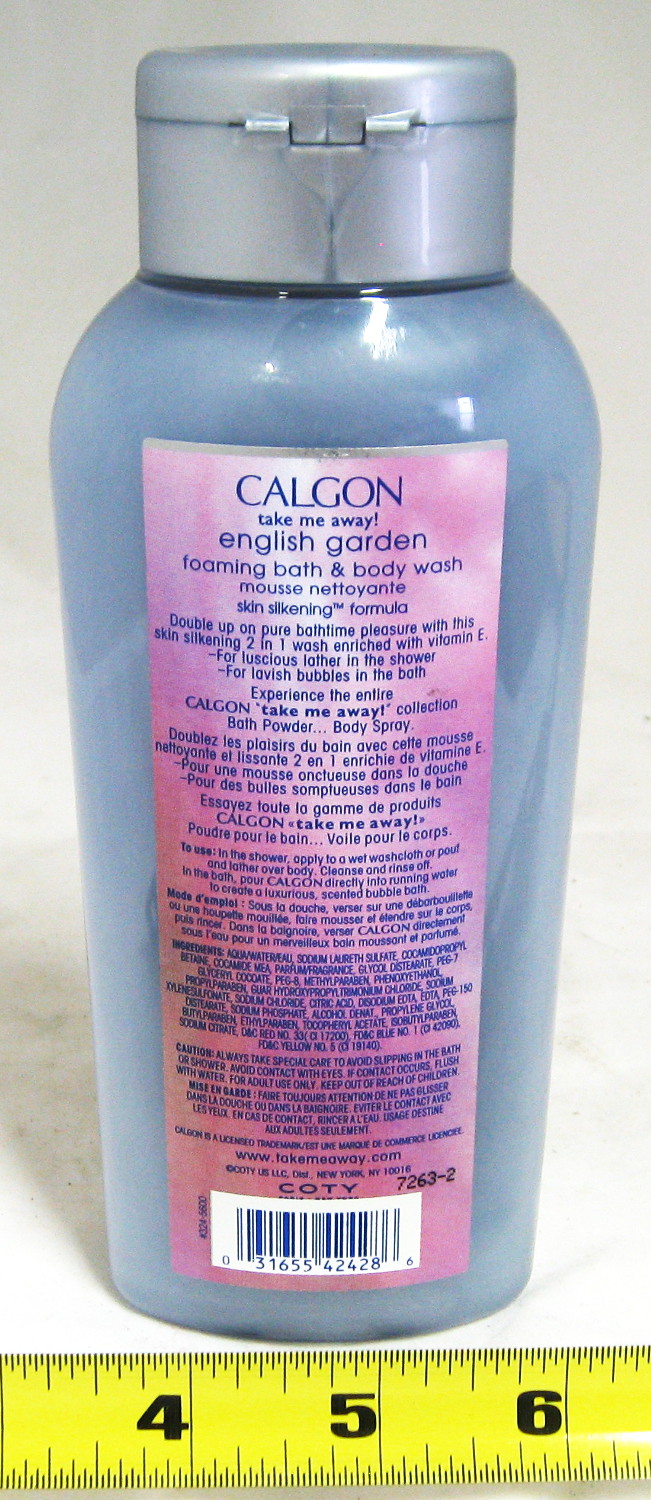 CALGON
take me away!
english garden
foaming bath & body wash
mousse nettoyante
skin silkening™ formula
Double up on pure bathtime pleasure with this
skin silkening 2 in 1 wash enriched with vitamin E.
-For luscious lather in the shower
-For lavish bubbles in the bath
Experience the entire
CALGON "take me away!" collection
Bath Powder... Body Spray.
Doublez les plaisirs du bain avec cette mousse
nettoyante et lissante 2 en 1 enrichie de vitamine E.
-Pour une mousse onctueuse dans la douche
-Pour des bulles somptueuses dans le bain
Essayez toute la gamme de produits
CALGON «take me away!»
Poudre pour le bain... Voile pour le corps.
To use: In the shower, apply to a wet washcloth or pouf
and lather over body. Cleanse and rinse off.
In the bath, pour CALGON directly into running water
to create a luxurious, scented bubble bath.
Mode d'emploi : Sous la douche, verser sur une débarbouillette
ou une houpette mouillée, faire mousser et étendre sur le corps,
puis rincer. Dans la baignoire, verser CALGON directement
sous l'eau pour un merveilleux bain moussant et parfumé.
INGREDIENTS: AQUA/WATER/EAU, SODIUM LAURETH SULFATE, COCAMIDOPROPYL
BETAINE, COCAMIDE MEA, PARFUM/FRAGRANCE, GLYCOL DISTEARATE, PEG-7
GLYCERYL COCOATE, PEG-8, METHYLPARABEN, PHENOXYETHANOL,
PROPYLPARABEN, GUAR HYDROXYPROPYLTRIMONIUM CHLORIDE, SODIUM
XYLENESULFONATE, SODIUM CHLORIDE, CITRIC ACID, DISODIUM EDTA, EDTA, PEG-150
DISTEARATE, SODIUM PHOSPHATE, ALCOHOL DENAT., PROPYLENE GLYCOL,
BUTYLPARABEN, ETHYLPARABEN, TOCOPHERYL ACETATE, ISOBUTYLPARABEN,
SODIUM CITRATE, D&C RED NO. 33( CI 17200), FD&C BLUE NO. 1 (CI 42090),
FD&C YELLOW NO. 5 (CI 19140).
CAUTION: ALWAYS TAKE SPECIAL CARE TO AVOID SLIPPING IN THE BATH
OR SHOWER. AVOID CONTACT WITH EYES. IF CONTACT OCCURS, FLUSH
WITH WATER. FOR ADULT USE ONLY. KEEP OUT OF REACH OF CHILDREN.
MISE EN GARDE : FAIRE TOUJOURS ATTENTION DE NE PAS GLISSER
DANS LA DOUCHE OU DANS LA BAIGNOIRE. EVITER LE CONTACT AVEC
LES YEUX. EN CAS DE CONTACT, RINCER A L'EAU. USAGE DESTINE
AUX ADULTES SEULEMENT.
CALGON IS A LICENSED TRADEMARK/EST UNE MARQUE DE COMMERCE LICENCIEE.
www.takemeaway.com
©COTY US LLC, Dist., NEW YORK, NY 10016
COTY
7263-2
#324-5600
0 31655 42428 6
4 5 6